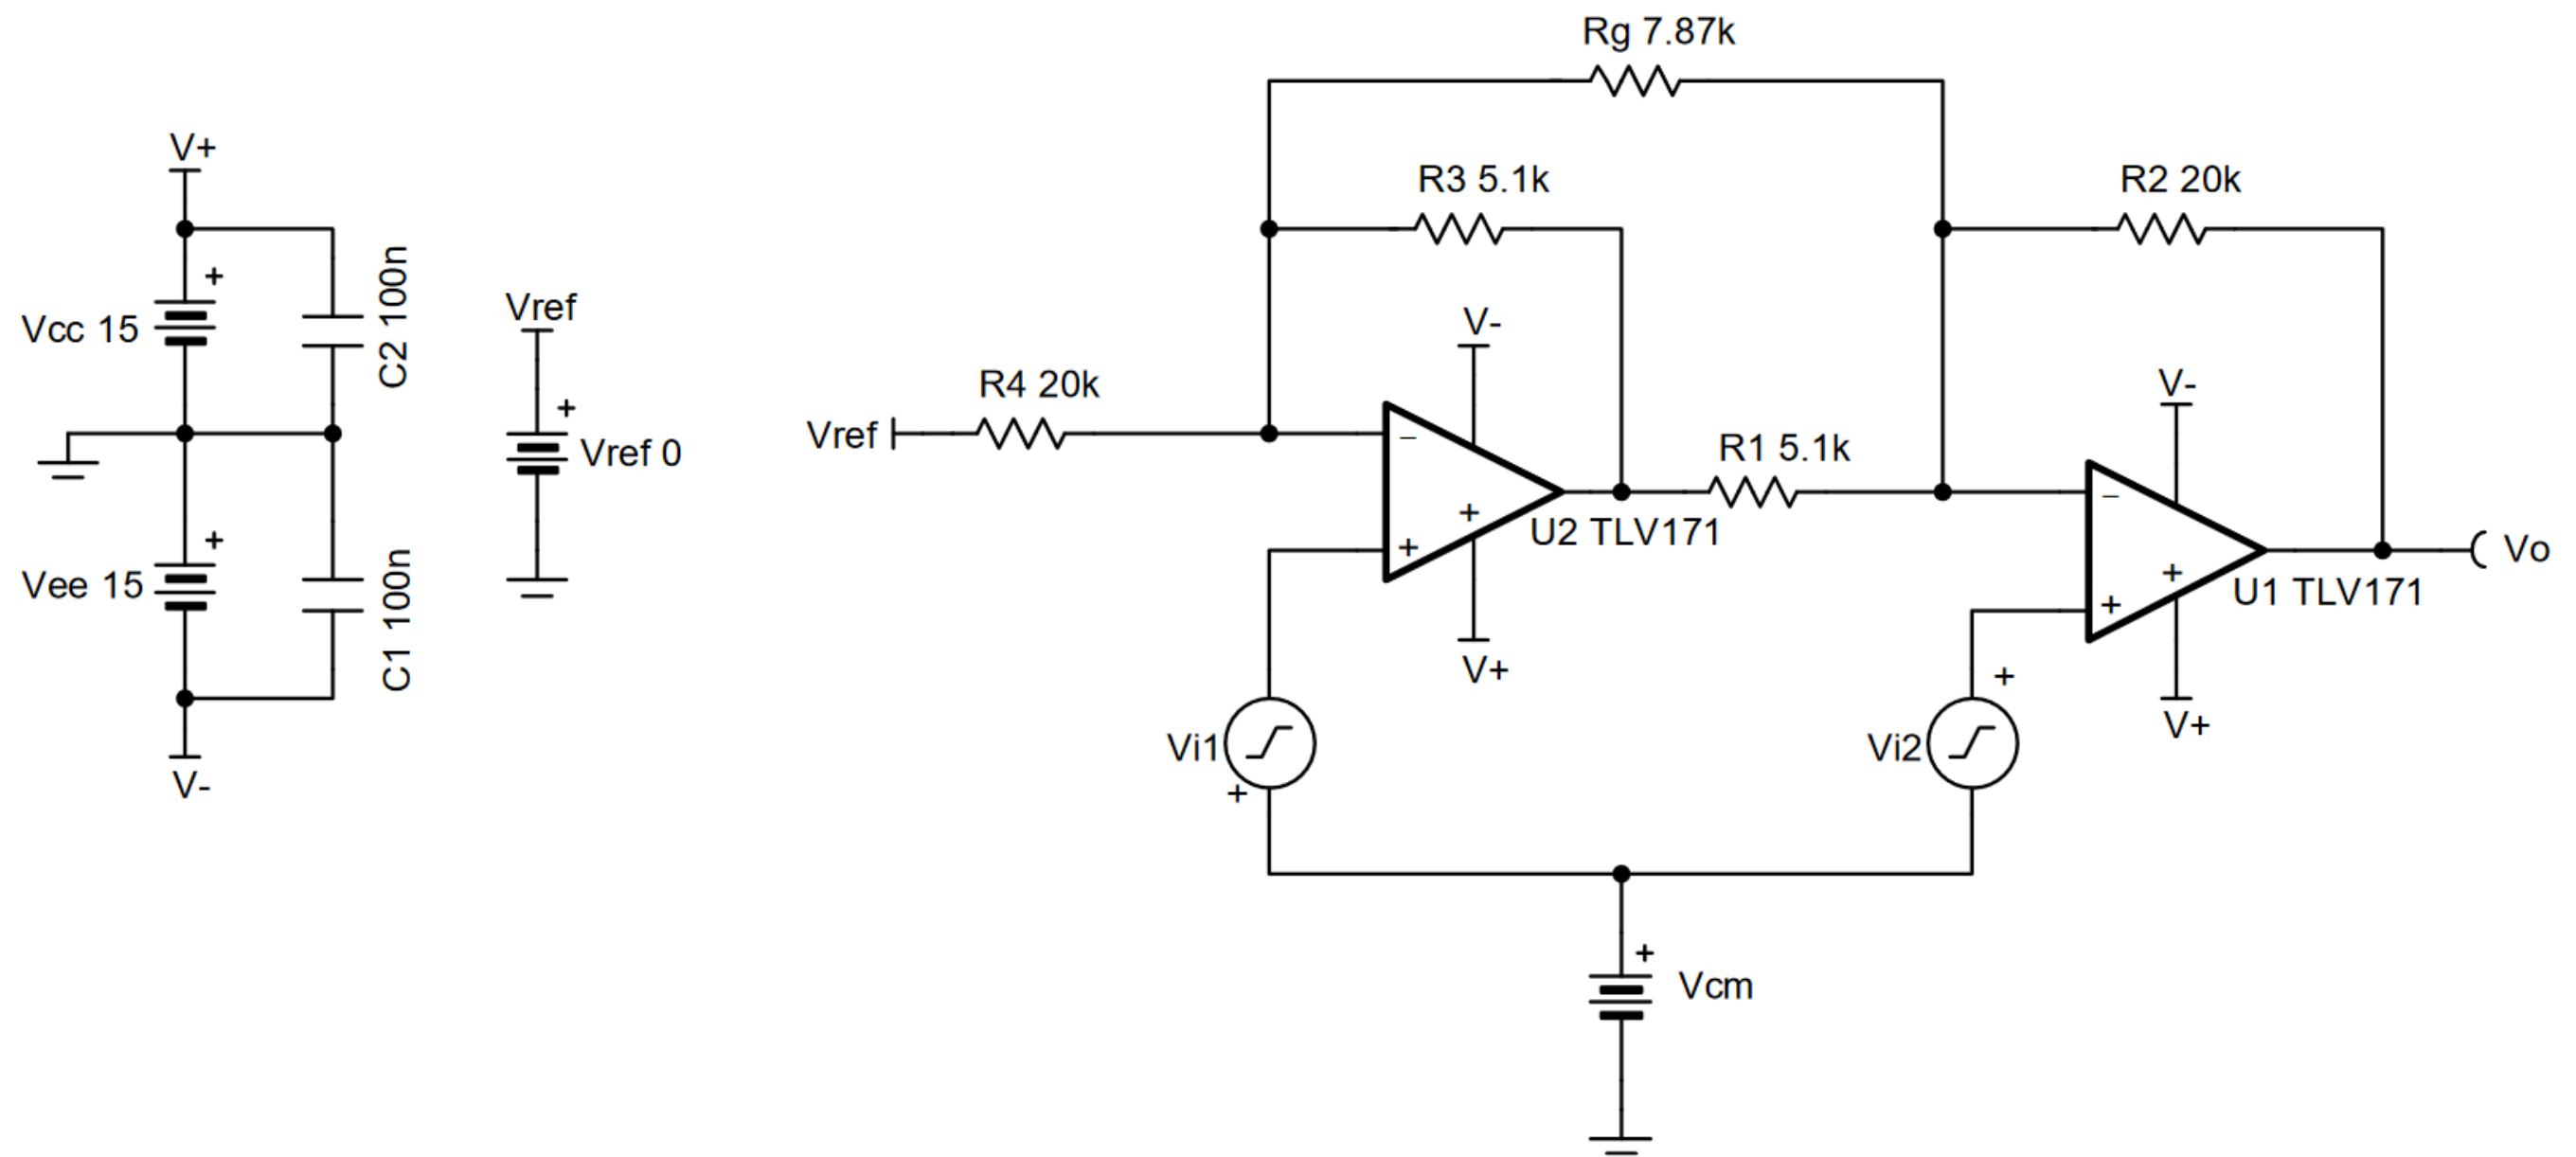 Rg 7.87k
V+
R3 5.1k
R2 20k
+
C2 100n
Vcc 15
Vref
+
Vref 0
V-
V-
R4 20k
Vref
−
+
+
U2 TLV171
R1 5.1k
−
+
+
U1 TLV171
Vo
+
Vee 15
C1 100n
V-
V+
V+
Vi1
+
Vi2
+
+
Vcm